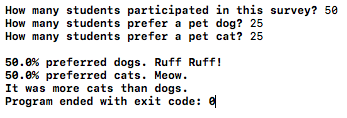 How many students participated in this survey? 50
How many students prefer a pet dog? 25
How many students prefer a pet cat? 25
50.0% preferred dogs. Ruff Ruff!
50.0% preferred cats. Meow.
It was more cats than dogs.
Program ended with exit code: 0